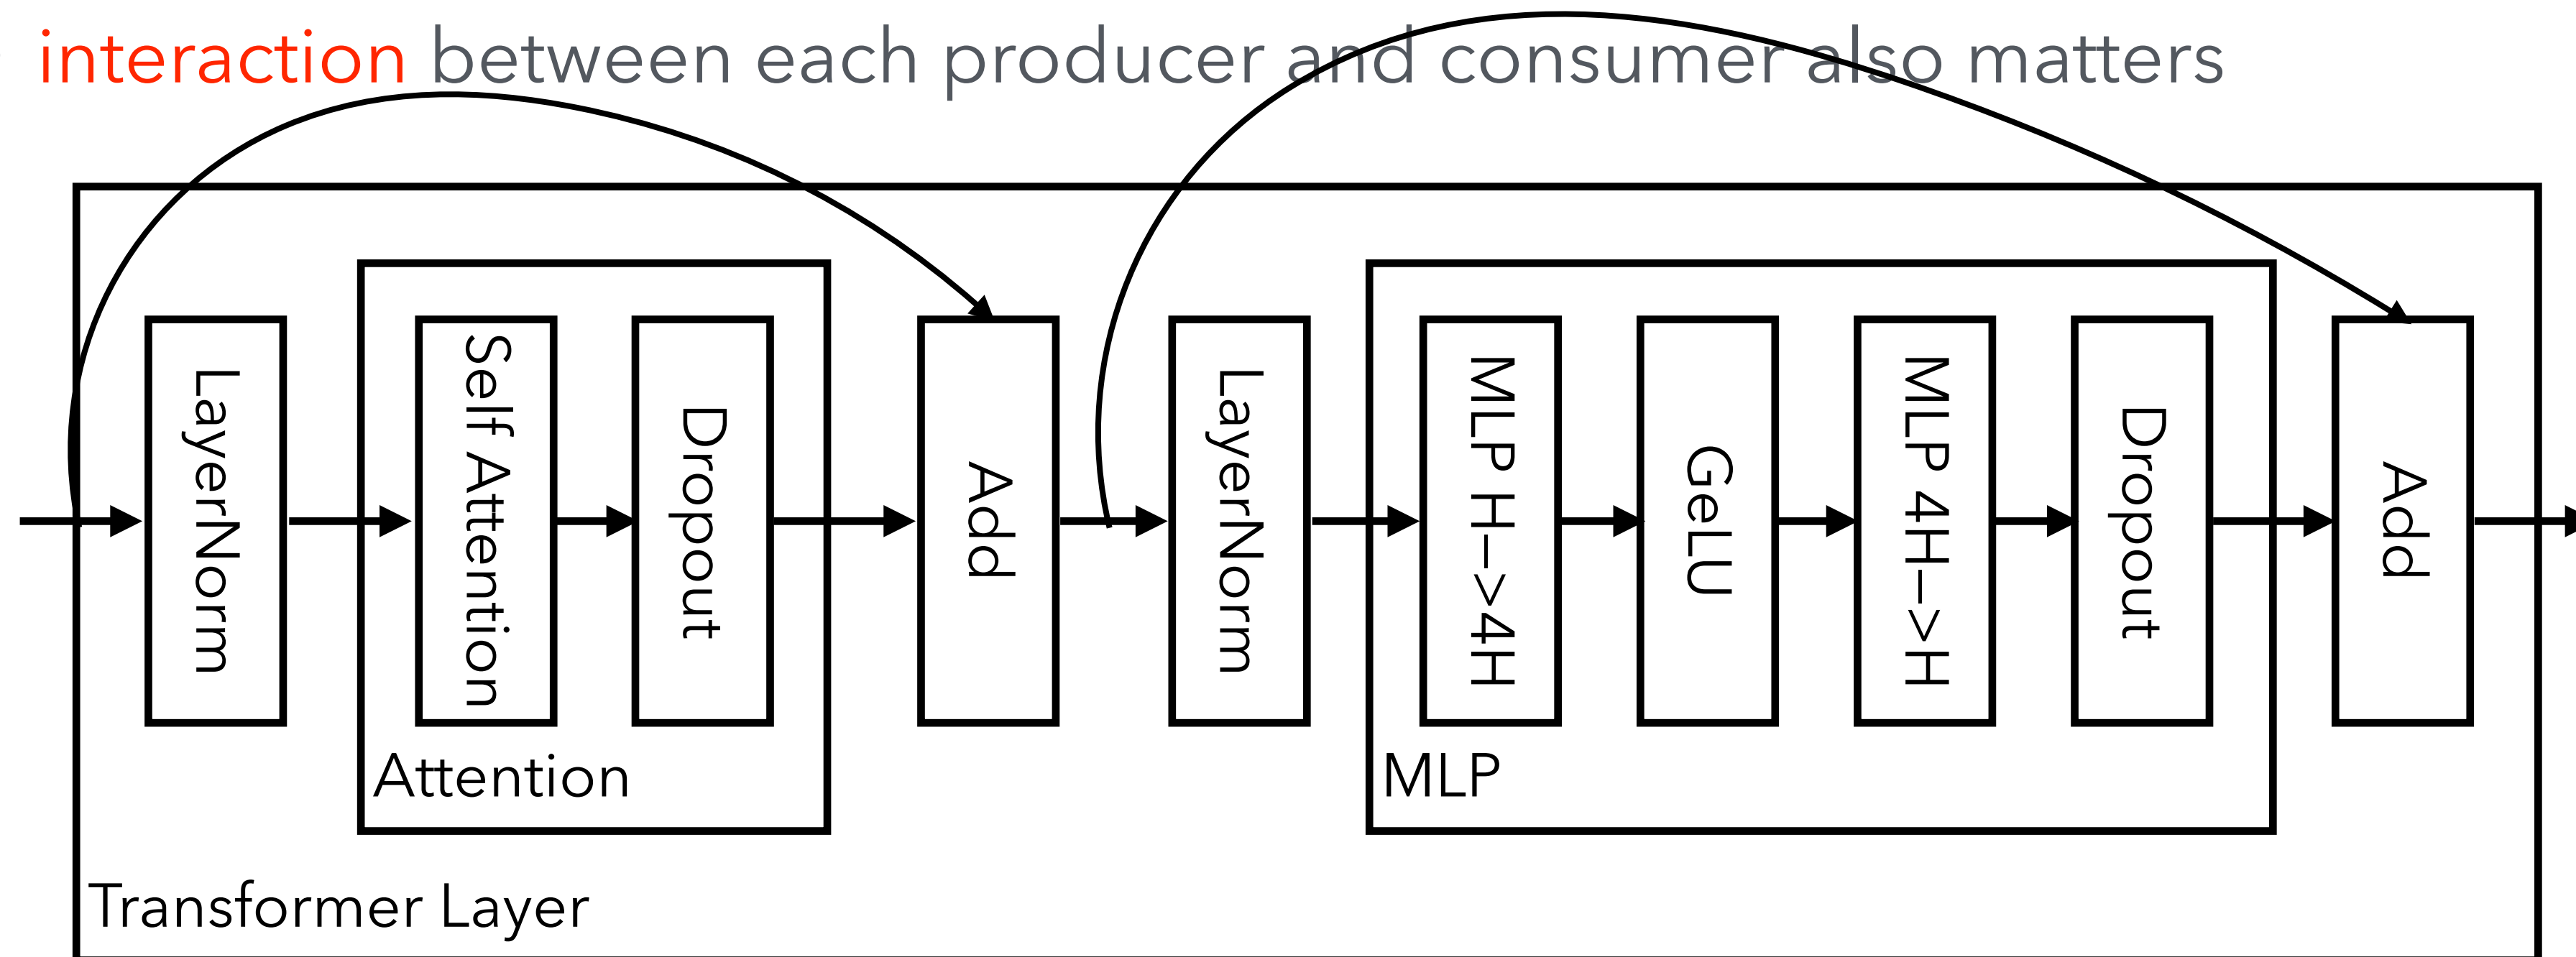 interaction between each producer and consumer also matters
LayerNorm
Self Attention
Dropout
Attention
Add
LayerNorm
MLP H->4H
GeLU
MLP 4H->H
Dropout
MLP
Add
Transformer Layer